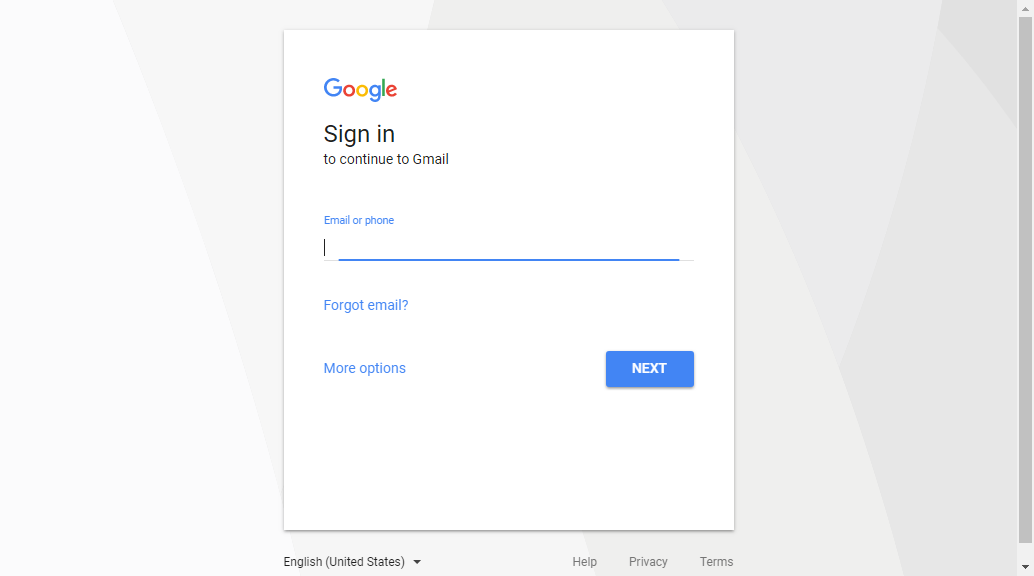 Google
Sign in
to continue to Gmail
Email or phone
Forgot email?
More options
NEXT
English (United States)
Help Privacy Terms